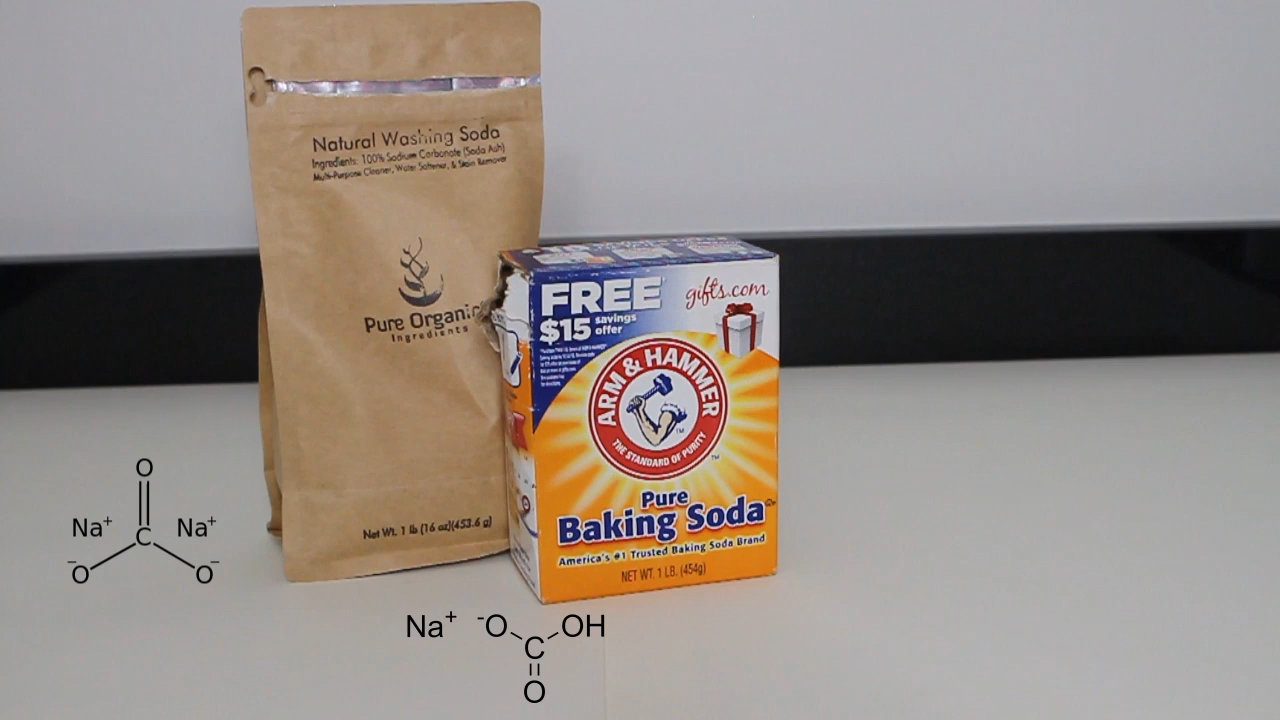 Natural Washing Soda
Ingredients: 100% Sodium Carbonate (Soda Ash)
Multi-Purpose Cleaner, Water Softener, & Stain Remover
Pure Organic
Ingredients
Net Wt. 1 lb (16 oz)(453.6 g)
FREE
$15 savings
offer
gifts.com
ARM & HAMMER
THE STANDARD OF PURITY
TM
TM
Pure
Baking Soda
America's #1 Trusted Baking Soda Brand
NET WT. 1 LB. (454g)
O
Na⁺ Na⁺
C
⁻O O⁻
Na⁺ ⁻O OH
C
O